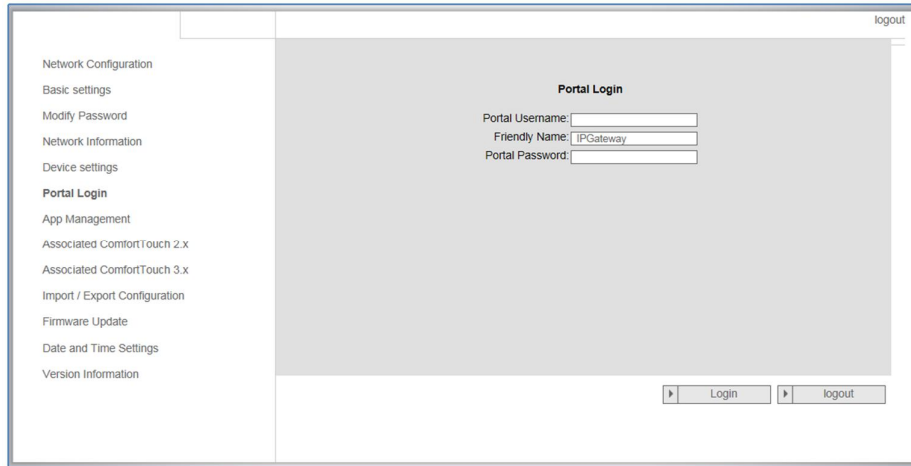 logout
Network Configuration
Basic settings
Modify Password
Network Information
Device settings
Portal Login
App Management
Associated ComfortTouch 2.x
Associated ComfortTouch 3.x
Import / Export Configuration
Firmware Update
Date and Time Settings
Version Information
Portal Login
Portal Username:
Friendly Name: IPGateway
Portal Password:
Login
logout